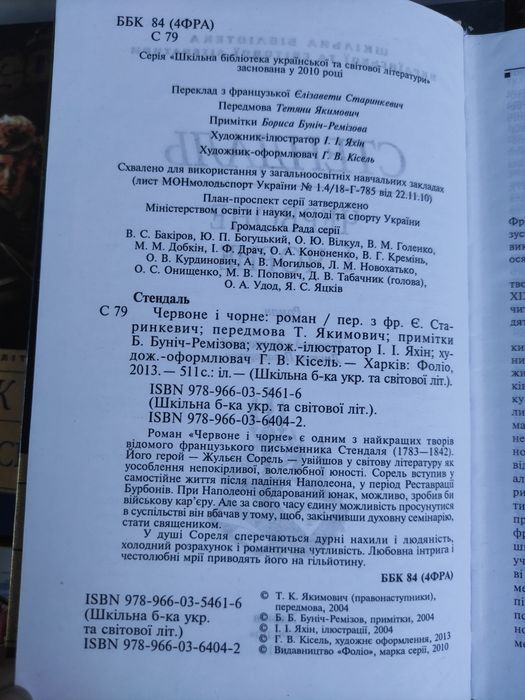 ББК 84 (4ФРА)
С 79
Серія «Шкільна бібліотека української та світової літератури»
заснована у 2010 році
Переклад з французької Єлізавети Старинкевич
Передмова Тетяни Якимович
Примітки Бориса Буніч-Ремізова
Художник-ілюстратор І. І. Яхін
Художник-оформлювач Г. В. Кісель
Схвалено для використання у загальноосвітніх навчальних закладах
(лист МОНмолодьспорт України № 1.4/18-Г-785 від 22.11.10)
План-проспект серії затверджено
Міністерством освіти і науки, молоді та спорту України
Громадська Рада серії
В. С. Бакіров, Ю. П. Богуцький, О. Ю. Вілкул, В. М. Голенко,
М. М. Добкін, І. Ф. Драч, О. А. Кононенко, В. Г. Кремінь,
О. В. Курдинович, А. В. Могильов, Л. М. Новохатько,
О. С. Онищенко, М. В. Попович, Д. В. Табачник (голова),
О. А. Удод, Я. С. Яцків
Стендаль
С 79 Червоне і чорне: роман / пер. з фр. Є. Ста-
ринкевич; передмова Т. Якимович; примітки
Б. Буніч-Ремізова; худож.-ілюстратор І. І. Яхін; ху-
дож.-оформлювач Г. В. Кісель.— Харків: Фоліо,
2013.— 511с.: іл.— (Шкільна б-ка укр. та світової літ.).
ISBN 978-966-03-5461-6
(Шкільна б-ка укр. та світової літ.).
ISBN 978-966-03-6404-2.
Роман «Червоне і чорне» є одним з найкращих творів
відомого французького письменника Стендаля (1783—1842).
Його герой — Жульєн Сорель — увійшов у світову літературу як
уособлення непокірливої, волелюбної юності. Сорель вступив у
самостійне життя після падіння Наполеона, у період Реставрації
Бурбонів. При Наполеоні обдарований юнак, можливо, зробив би
військову кар'єру. Але за свого часу єдину можливість просунутися
в суспільстві він вбачав у тому, щоб, закінчивши духовну семінарію,
стати священиком.
У душі Сореля сперечаються дурні нахили і людяність,
холодний розрахунок і романтична чутливість. Любовна інтрига і
честолюбні мрії приводять його на гільйотину.
ББК 84 (4ФРА)
ISBN 978-966-03-5461-6
(Шкільна б-ка укр.
та світової літ.)
ISBN 978-966-03-6404-2
© Т. К. Якимович (правонаступники),
передмова, 2004
© Б. Б. Буніч-Ремізов, примітки, 2004
© І. І. Яхін, ілюстрації, 2004
© Г. В. Кісель, художнє оформлення, 2013
© Видавництво «Фоліо», марка серії, 2010